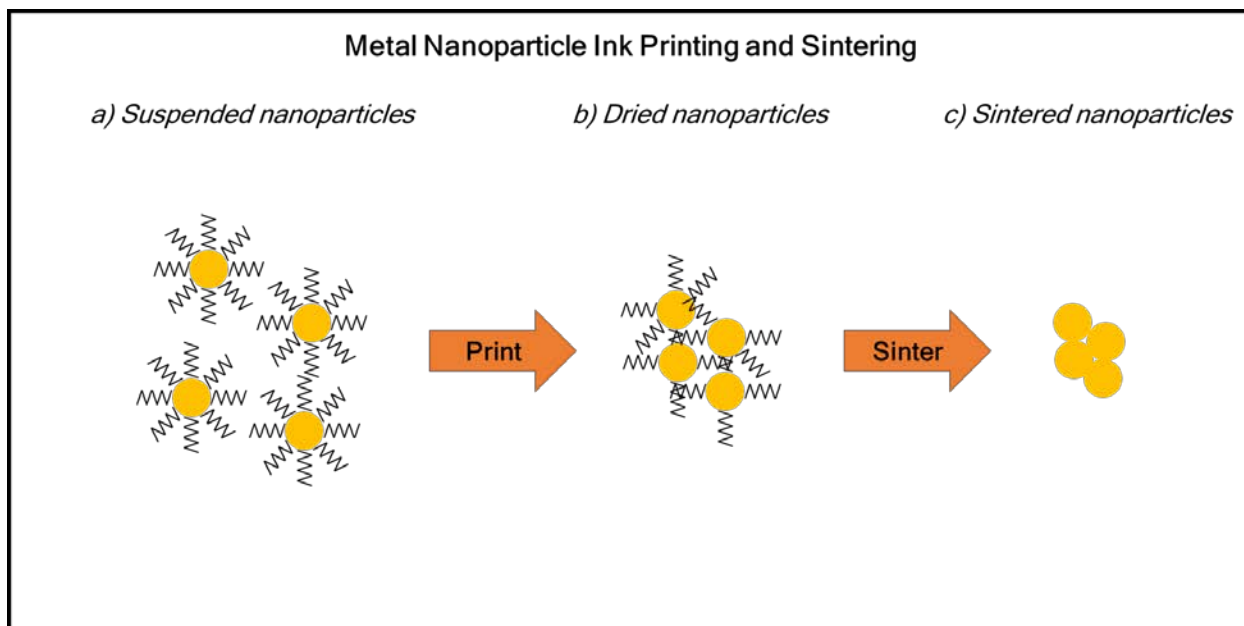 Metal Nanoparticle Ink Printing and Sintering
a) Suspended nanoparticles
b) Dried nanoparticles
c) Sintered nanoparticles
Print
Sinter